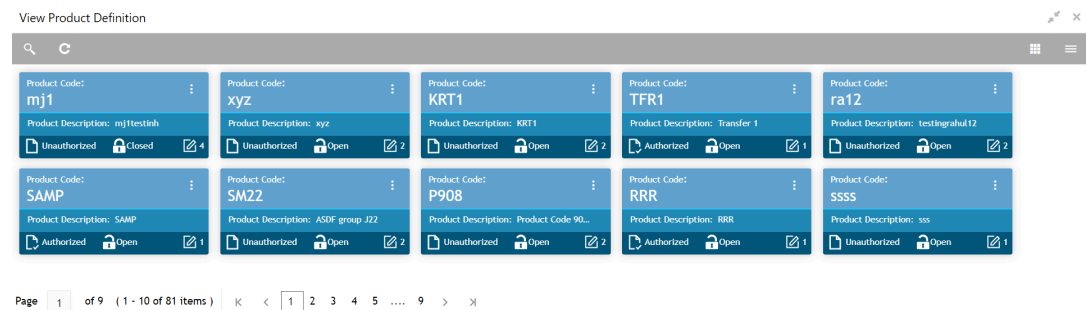 View Product Definition
Product Code: Product Code: Product Code: Product Code: Product Code:
mj1 xyz KRT1 TFR1 ra12
Product Description: mj1testinh Product Description: xyz Product Description: KRT1 Product Description: Transfer 1 Product Description: testingrahul12
Unauthorized Closed 4 Unauthorized Open 2 Unauthorized Open 2 Authorized Open 1 Unauthorized Open 2
Product Code: Product Code: Product Code: Product Code: Product Code:
SAMP SM22 P908 RRR ssss
Product Description: SAMP Product Description: ASDF group J22 Product Description: Product Code 90... Product Description: RRR Product Description: sss
Authorized Open 1 Unauthorized Open 2 Unauthorized Open 2 Authorized Open 1 Unauthorized Open 1
Page 1 of 9 ( 1 - 10 of 81 items ) 1 2 3 4 5 .... 9